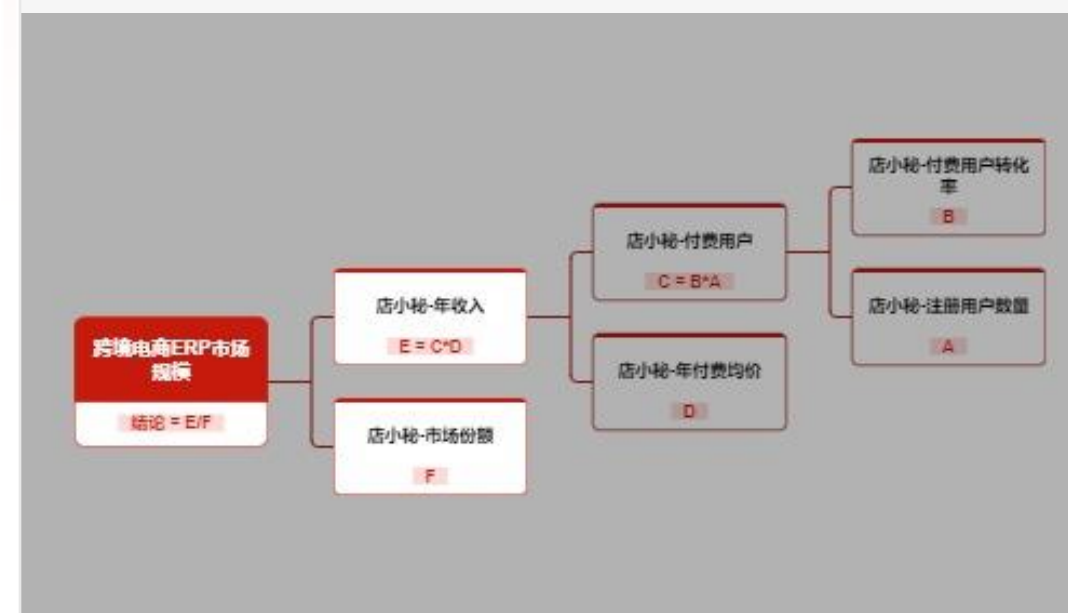 跨境电商ERP市场
规模
结论 = E/F
店小秘-年收入
E = C*D
店小秘-市场份额
F
店小秘-付费用户
C = B*A
店小秘-年付费均价
D
店小秘-付费用户转化
率
B
店小秘-注册用户数量
A